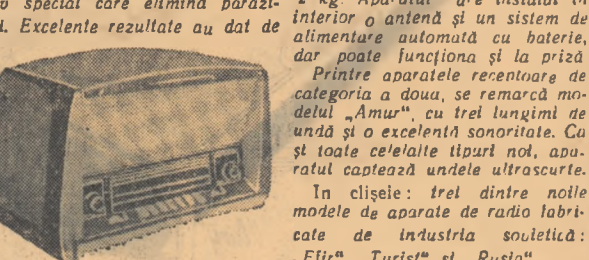 special care elimină parazi-
i. Excelente rezultate au dat de
2 kg. Aparatul are instalat în
interior o antenă și un sistem de
alimentare automată cu baterie,
dar poate funcționa și la priză
Printre aparatele recentoare de
categoria a doua, se remarcă mo-
delul „Amur“, cu trei lungimi de
undă și o excelentă sonoritate. Ca
și toate celelalte tipuri noi, apa-
ratul captează undele ultrascurte.
In clișeie: trei dintre noile
modele de aparate de radio fabri-
cate de industria sovietică:
„Efir“ „Turist“ și „Rusia“